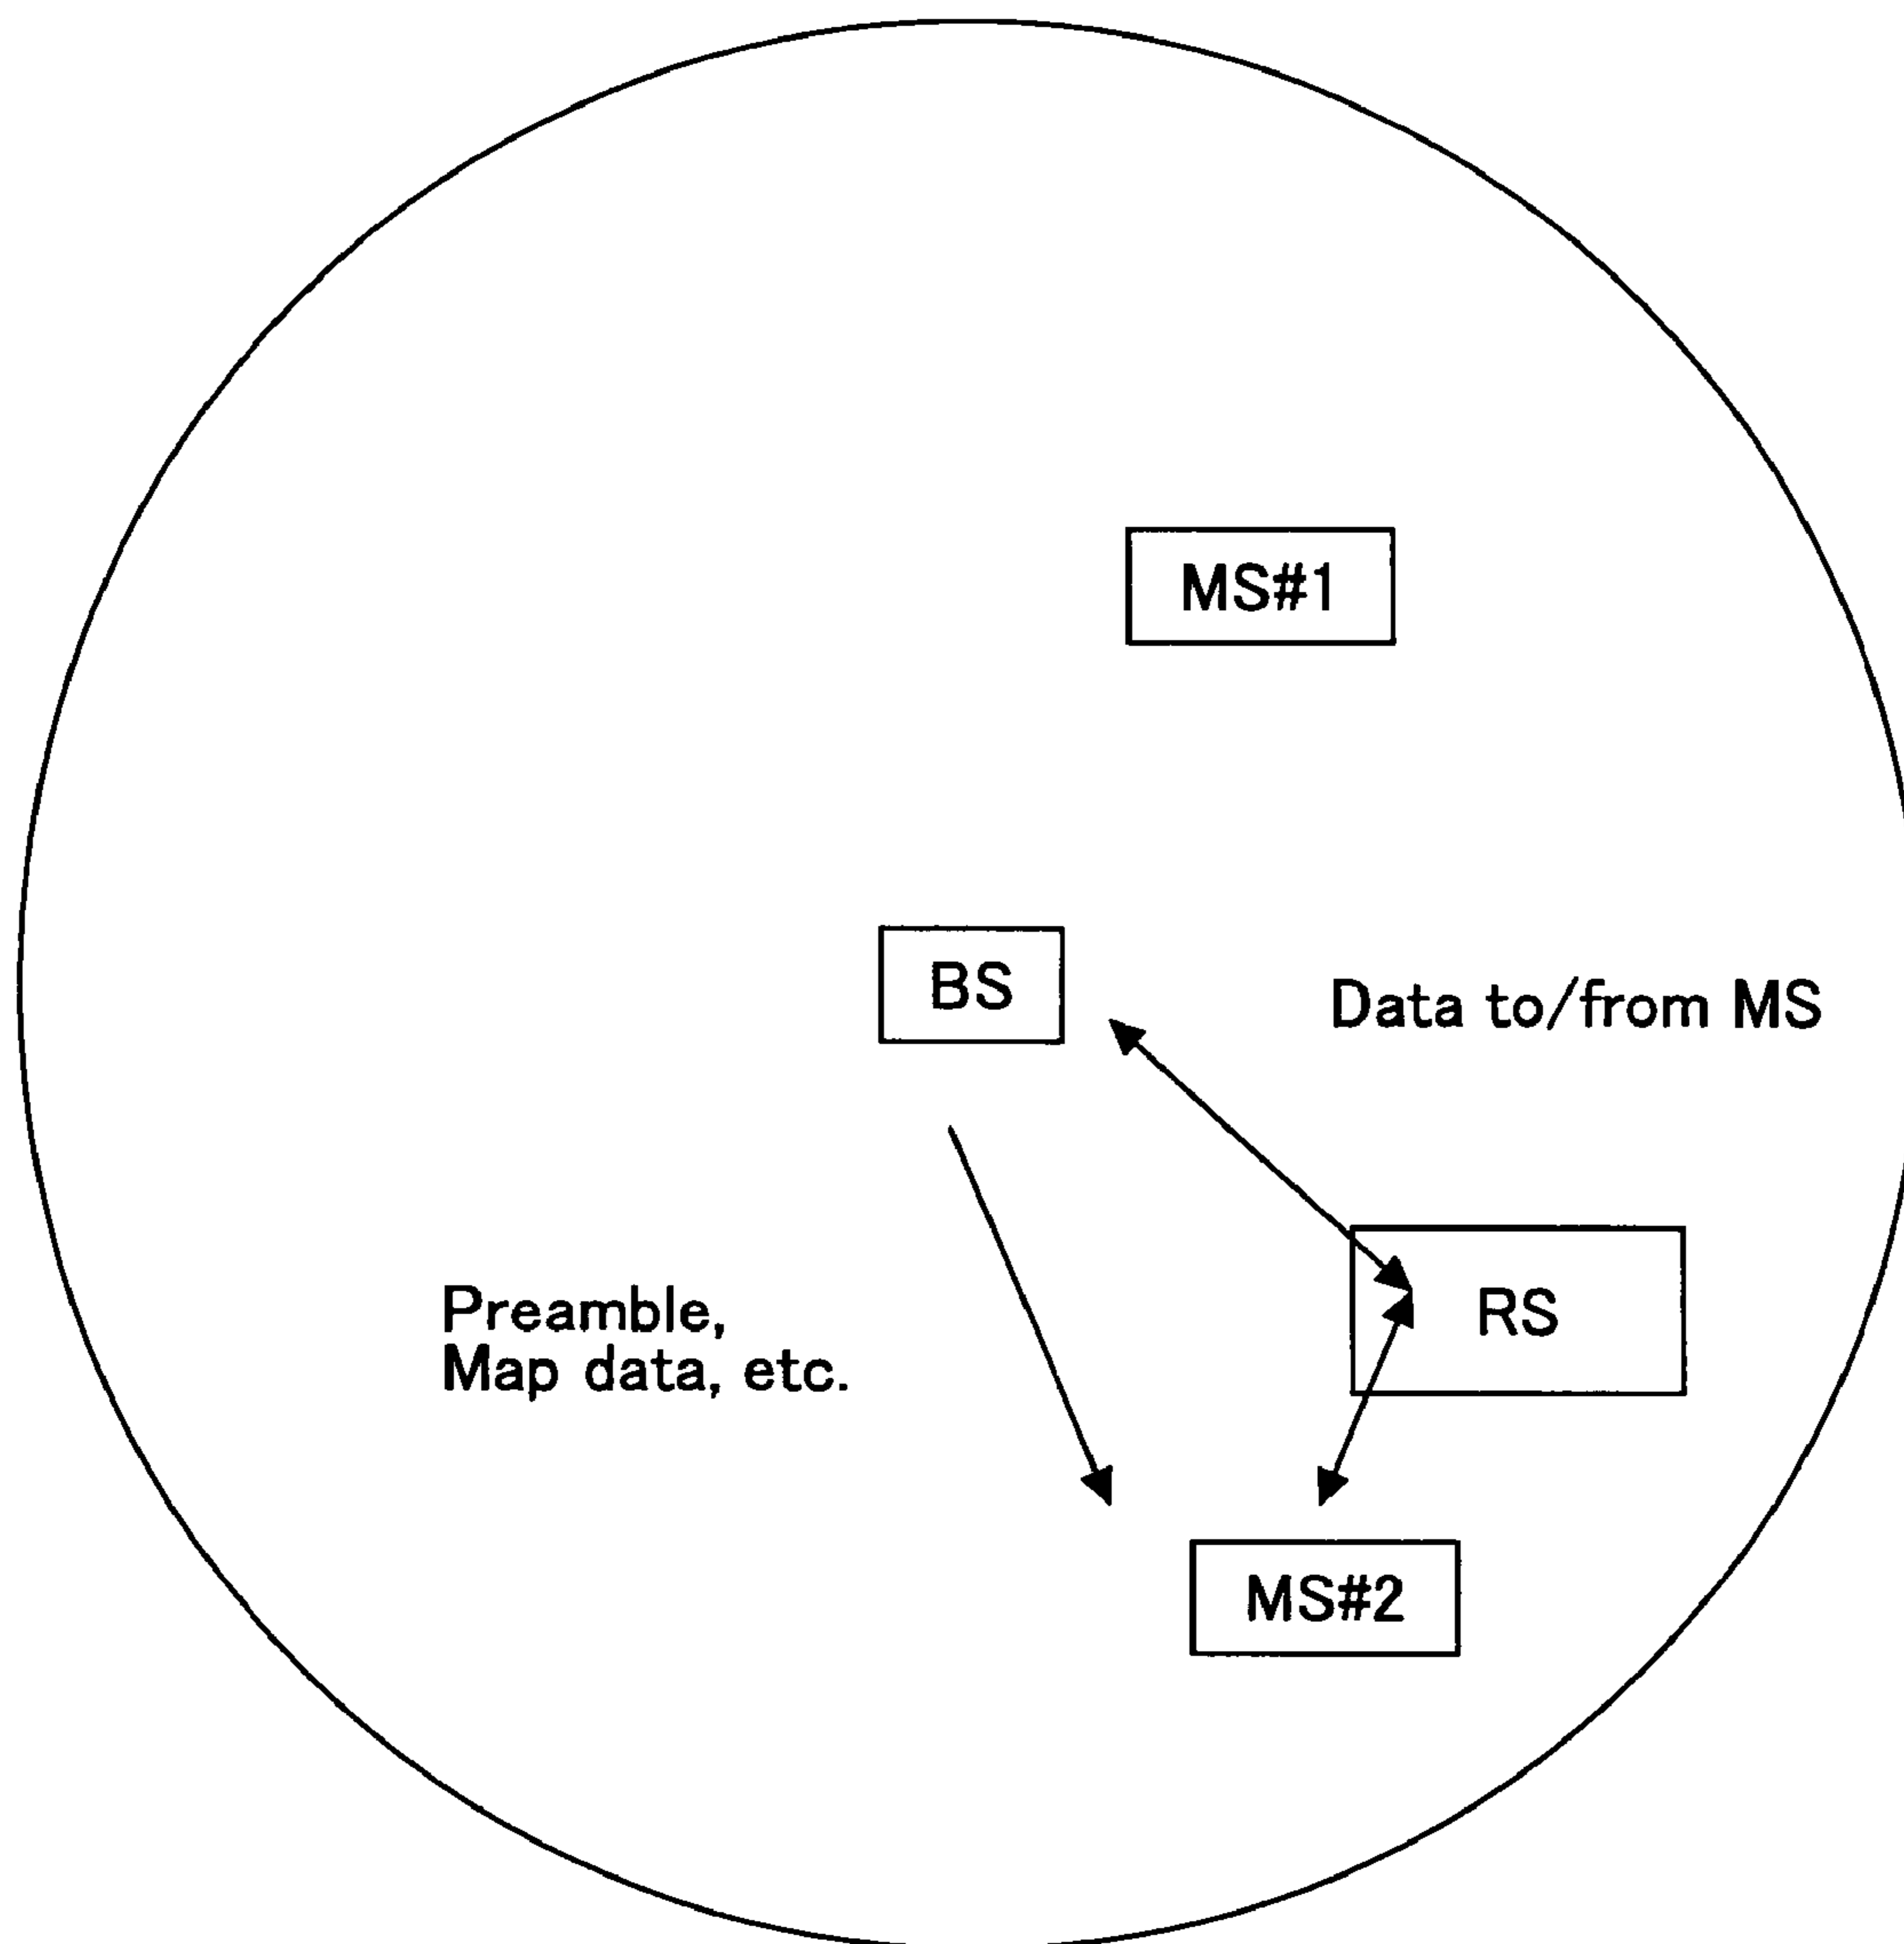 MS#1
BS
Data to/from MS
Preamble,
Map data, etc.
RS
MS#2